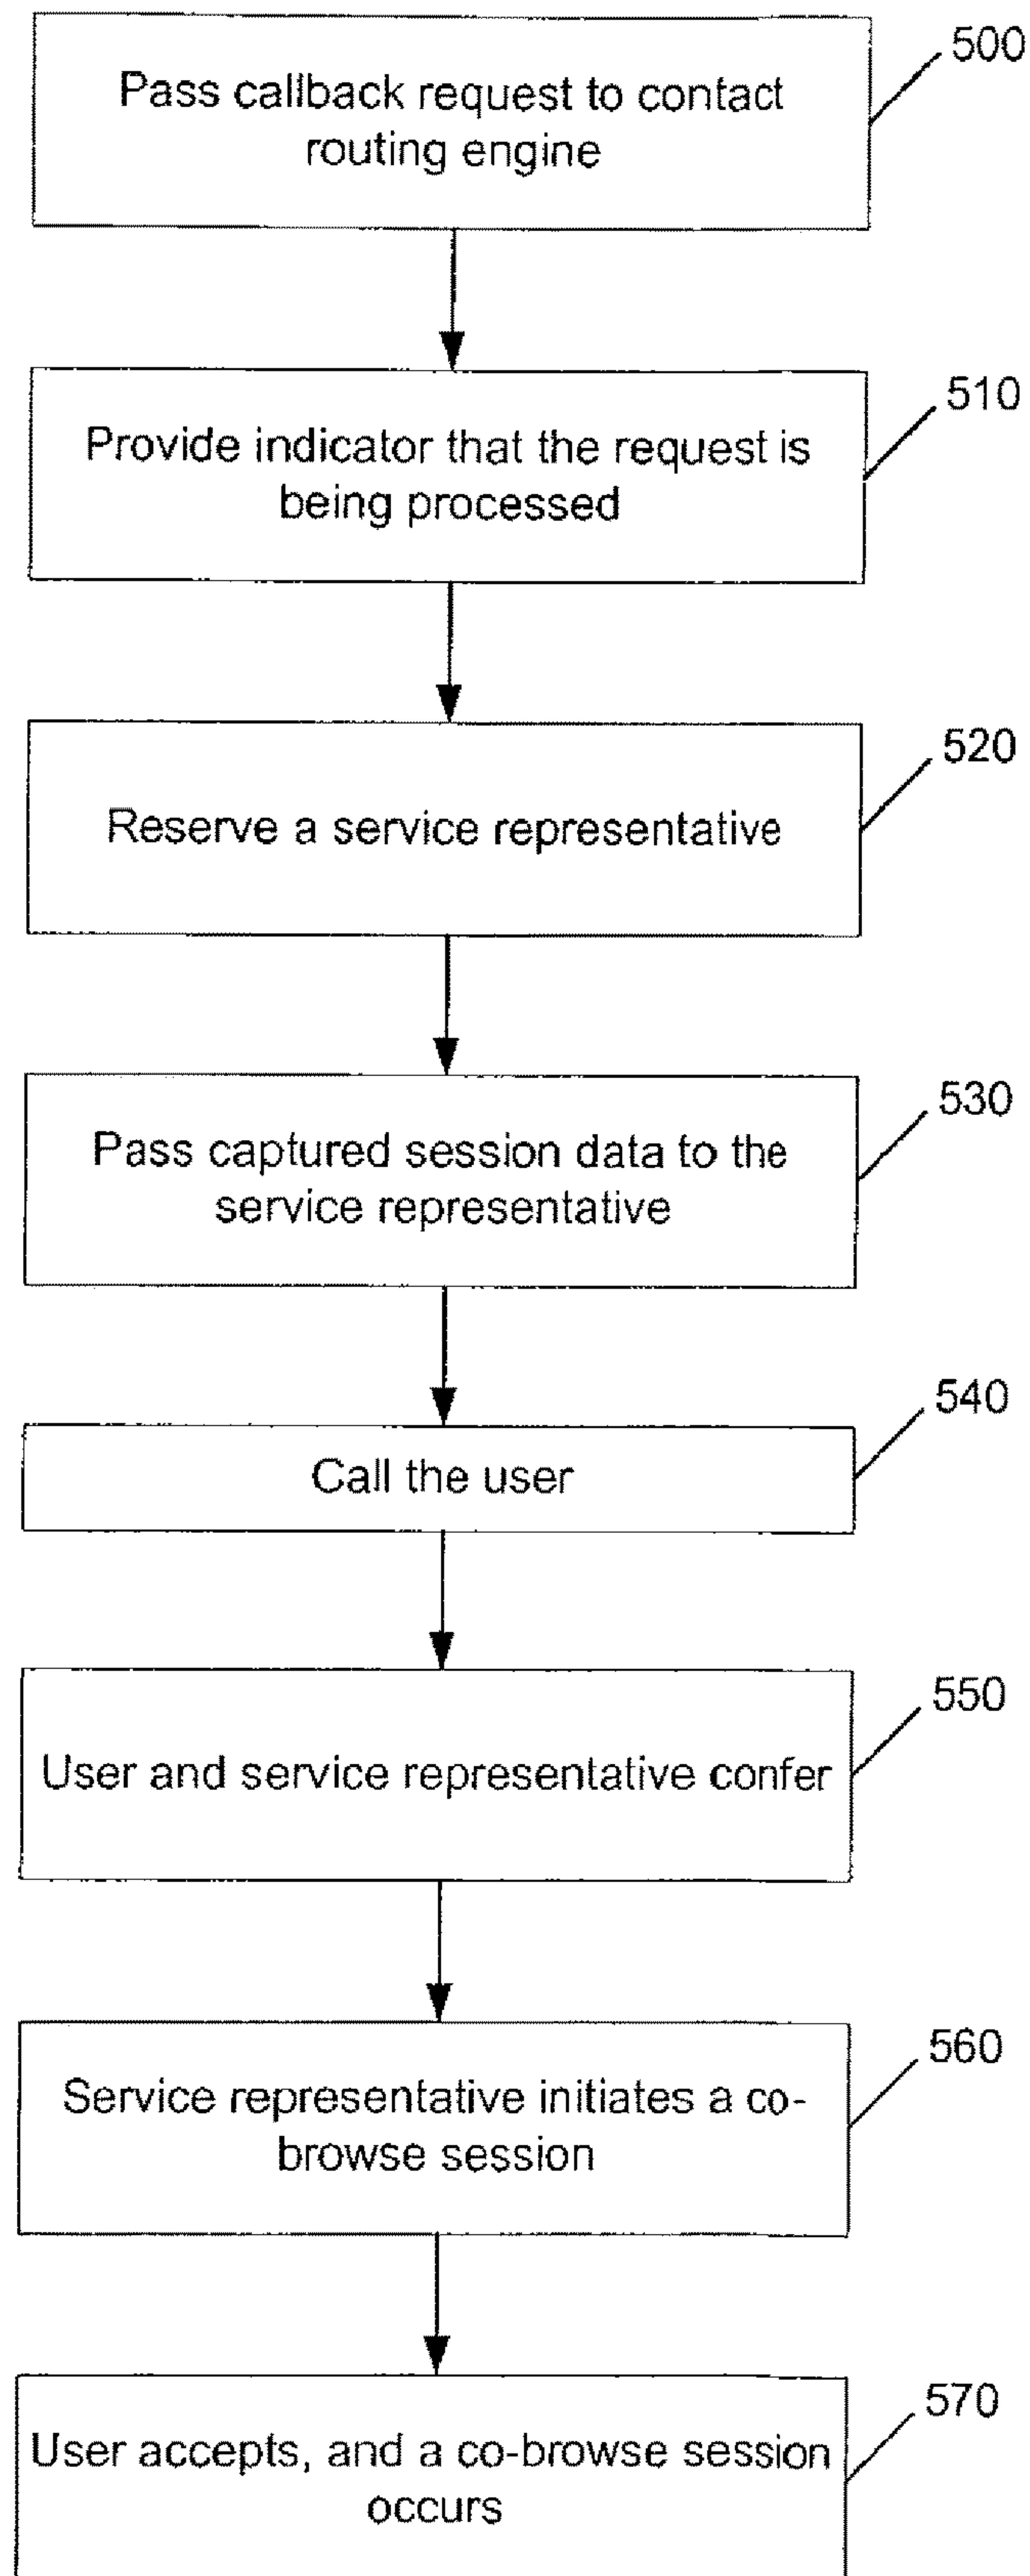 Pass callback request to contact
routing engine
500
Provide indicator that the request is
being processed
510
Reserve a service representative
520
Pass captured session data to the
service representative
530
Call the user
540
User and service representative confer
550
Service representative initiates a co-
browse session
560
User accepts, and a co-browse session
occurs
570